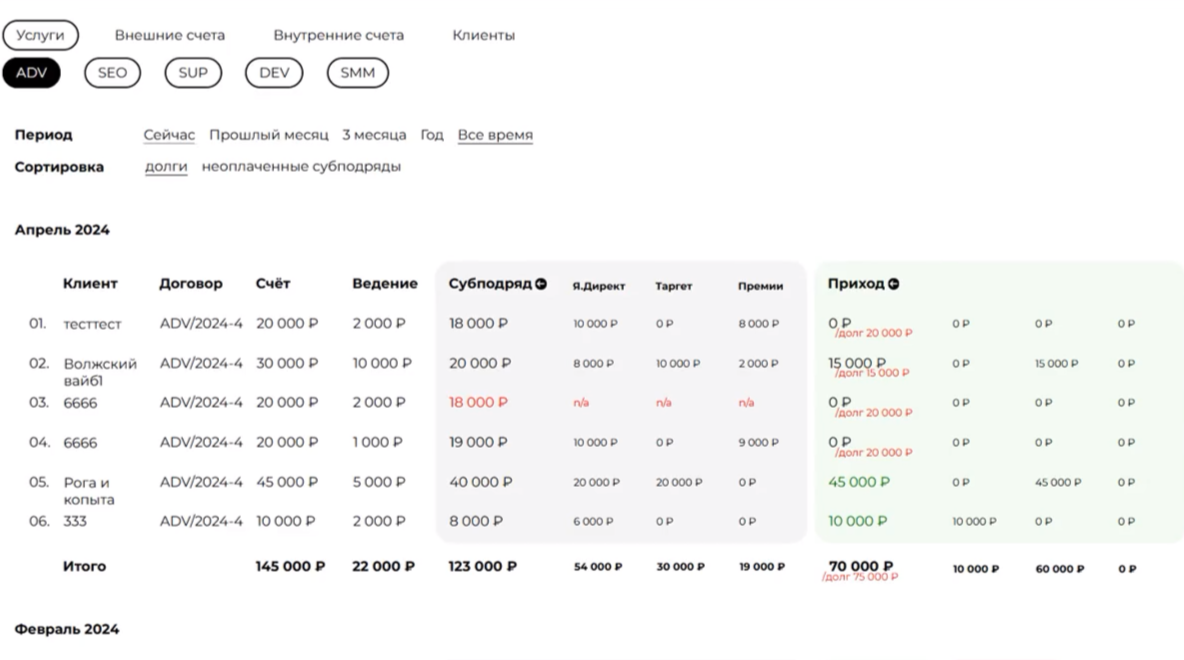 Услуги Внешние счета Внутренние счета Клиенты
ADV SEO SUP DEV SMM
Период Сейчас Прошлый месяц 3 месяца Год Все время
Сортировка долги неоплаченные субподряды
Апрель 2024
Клиент Договор Счёт Ведение Субподряд Я.Директ Таргет Премии Приход
01. тесттест ADV/2024-4 20 000 ₽ 2 000 ₽ 18 000 ₽ 10 000 ₽ 0 ₽ 8 000 ₽ 0 ₽ 0 ₽ 0 ₽ 0 ₽
/долг 20 000 ₽
02. Волжский ADV/2024-4 30 000 ₽ 10 000 ₽ 20 000 ₽ 8 000 ₽ 10 000 ₽ 2 000 ₽ 15 000 ₽ 0 ₽ 15 000 ₽ 0 ₽
вайб1 /долг 15 000 ₽
03. 6666 ADV/2024-4 20 000 ₽ 2 000 ₽ 18 000 ₽ n/a n/a n/a 0 ₽ 0 ₽ 0 ₽ 0 ₽
/долг 20 000 ₽
04. 6666 ADV/2024-4 20 000 ₽ 1 000 ₽ 19 000 ₽ 10 000 ₽ 0 ₽ 9 000 ₽ 0 ₽ 0 ₽ 0 ₽ 0 ₽
/долг 20 000 ₽
05. Рога и ADV/2024-4 45 000 ₽ 5 000 ₽ 40 000 ₽ 20 000 ₽ 20 000 ₽ 0 ₽ 45 000 ₽ 0 ₽ 45 000 ₽ 0 ₽
копыта
06. 333 ADV/2024-4 10 000 ₽ 2 000 ₽ 8 000 ₽ 6 000 ₽ 0 ₽ 0 ₽ 10 000 ₽ 10 000 ₽ 0 ₽ 0 ₽
Итого 145 000 ₽ 22 000 ₽ 123 000 ₽ 54 000 ₽ 30 000 ₽ 19 000 ₽ 70 000 ₽ 10 000 ₽ 60 000 ₽ 0 ₽
/долг 75 000 ₽
Февраль 2024